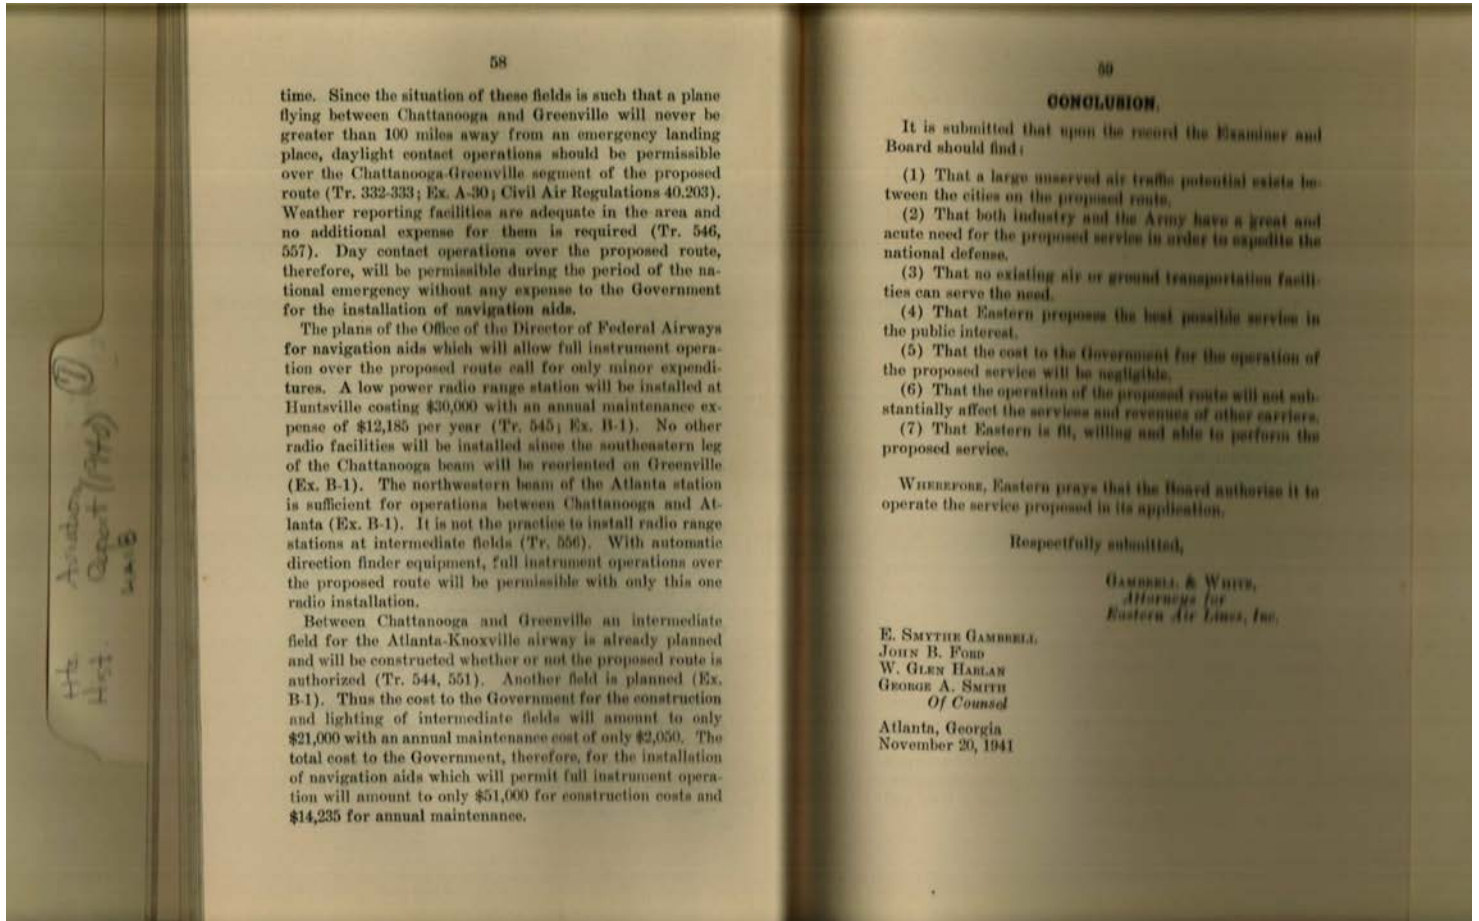 58
time. Since the situation of these fields is such that a plane
flying between Chattanooga and Greenville will never be
greater than 100 miles away from an emergency landing
place, daylight contact operations should be permissible
over the Chattanooga-Greenville segment of the proposed
route (Tr. 332-333; Ex. A-30; Civil Air Regulations 40.203).
Weather reporting facilities are adequate in the area and
no additional expense for them is required (Tr. 546,
557). Day contact operations over the proposed route,
therefore, will be permissible during the period of the na-
tional emergency without any expense to the Government
for the installation of navigation aids.
The plans of the Office of the Director of Federal Airways
for navigation aids which will allow full instrument opera-
tion over the proposed route call for only minor expendi-
tures. A low power radio range station will be installed at
Huntsville costing $30,000 with an annual maintenance ex-
pense of $12,185 per year (Tr. 545; Ex. B-1). No other
radio facilities will be installed since the southeastern leg
of the Chattanooga beam will be reoriented on Greenville
(Ex. B-1). The northwestern beam of the Atlanta station
is sufficient for operations between Chattanooga and At-
lanta (Ex. B-1). It is not the practice to install radio range
stations at intermediate fields (Tr. 556). With automatic
direction finder equipment, full instrument operations over
the proposed route will be permissible with only this one
radio installation.
Between Chattanooga and Greenville an intermediate
field for the Atlanta-Knoxville airway is already planned
and will be constructed whether or not the proposed route is
authorized (Tr. 544, 551). Another field is planned (Ex.
B-1). Thus the cost to the Government for the construction
and lighting of intermediate fields will amount to only
$21,000 with an annual maintenance cost of only $2,050. The
total cost to the Government, therefore, for the installation
of navigation aids which will permit full instrument opera-
tion will amount to only $51,000 for construction costs and
$14,235 for annual maintenance.
59
CONCLUSION.
It is submitted that upon the record the Examiner and
Board should find:
(1) That a large unserved air traffic potential exists be-
tween the cities on the proposed route.
(2) That both industry and the Army have a great and
acute need for the proposed service in order to expedite the
national defense.
(3) That no existing air or ground transportation facili-
ties can serve the need.
(4) That Eastern proposes the best possible service in
the public interest.
(5) That the cost to the Government for the operation of
the proposed service will be negligible.
(6) That the operation of the proposed route will not sub-
stantially affect the services and revenues of other carriers.
(7) That Eastern is fit, willing and able to perform the
proposed service.
WHEREFORE, Eastern prays that the Board authorize it to
operate the service proposed in its application.
Respectfully submitted,
GAMBRELL & WHITE,
Attorneys for
Eastern Air Lines, Inc.
E. SMYTHE GAMBRELL
JOHN B. FORD
W. GLEN HARLAN
GEORGE A. SMITH
Of Counsel
Atlanta, Georgia
November 20, 1941
Hist.
Aviation
Report